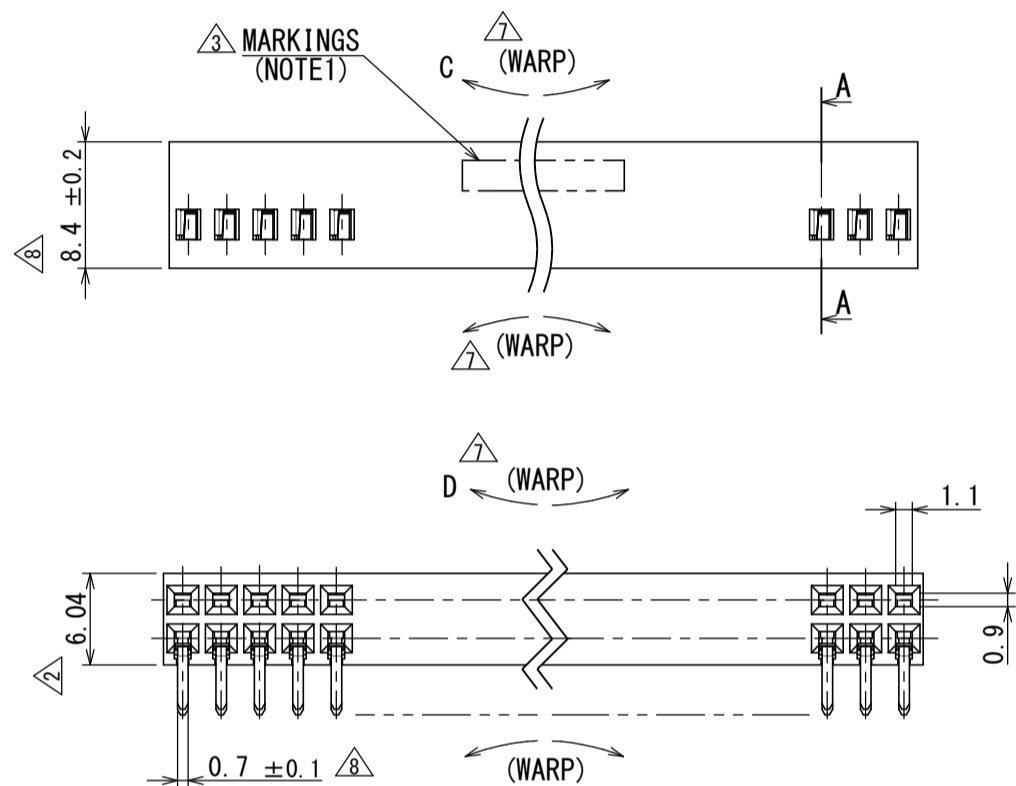 7
3 MARKINGS
(NOTE1)
C (WARP)
A
8.4 ±0.2
8
A
7 (WARP)
7
D (WARP)
1.1
6.04
0.9
2
0.7 ±0.1 8
(WARP)